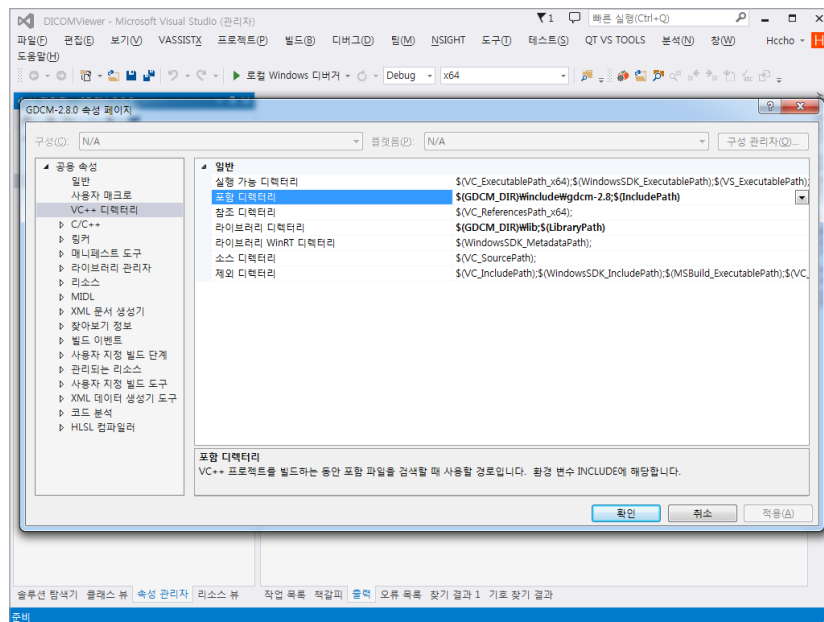 DICOMViewer - Microsoft Visual Studio (관리자)
1
빠른 실행(Ctrl+Q)
파일(F) 편집(E) 보기(V) VASSISTX 프로젝트(P) 빌드(B) 디버그(D) 팀(M) NSIGHT 도구(T) 테스트(S) QT VS TOOLS 분석(N) 창(W) Hccho H
도움말(H)
로컬 Windows 디버거 Debug x64
GDCM-2.8.0 속성 페이지
구성(C): N/A 플랫폼(P): N/A 구성 관리자(O)...
공용 속성
일반
사용자 매크로
VC++ 디렉터리
C/C++
링커
매니페스트 도구
라이브러리 관리자
리소스
MIDL
XML 문서 생성기
찾아보기 정보
빌드 이벤트
사용자 지정 빌드 단계
관리되는 리소스
사용자 지정 빌드 도구
XML 데이터 생성기 도구
코드 분석
HLSL 컴파일러
일반
실행 가능 디렉터리 $(VC_ExecutablePath_x64);$(WindowsSDK_ExecutablePath);$(VS_ExecutablePath);
포함 디렉터리 $(GDCM_DIR)₩include₩gdcm-2.8;$(IncludePath)
참조 디렉터리 $(VC_ReferencesPath_x64);
라이브러리 디렉터리 $(GDCM_DIR)₩lib;$(LibraryPath)
라이브러리 WinRT 디렉터리 $(WindowsSDK_MetadataPath);
소스 디렉터리 $(VC_SourcePath);
제외 디렉터리 $(VC_IncludePath);$(WindowsSDK_IncludePath);$(MSBuild_ExecutablePath);$(VC_
포함 디렉터리
VC++ 프로젝트를 빌드하는 동안 포함 파일을 검색할 때 사용할 경로입니다. 환경 변수 INCLUDE에 해당합니다.
확인 취소 적용(A)
솔루션 탐색기 클래스 뷰 속성 관리자 리소스 뷰 작업 목록 책갈피 출력 오류 목록 찾기 결과 1 기호 찾기 결과
준비